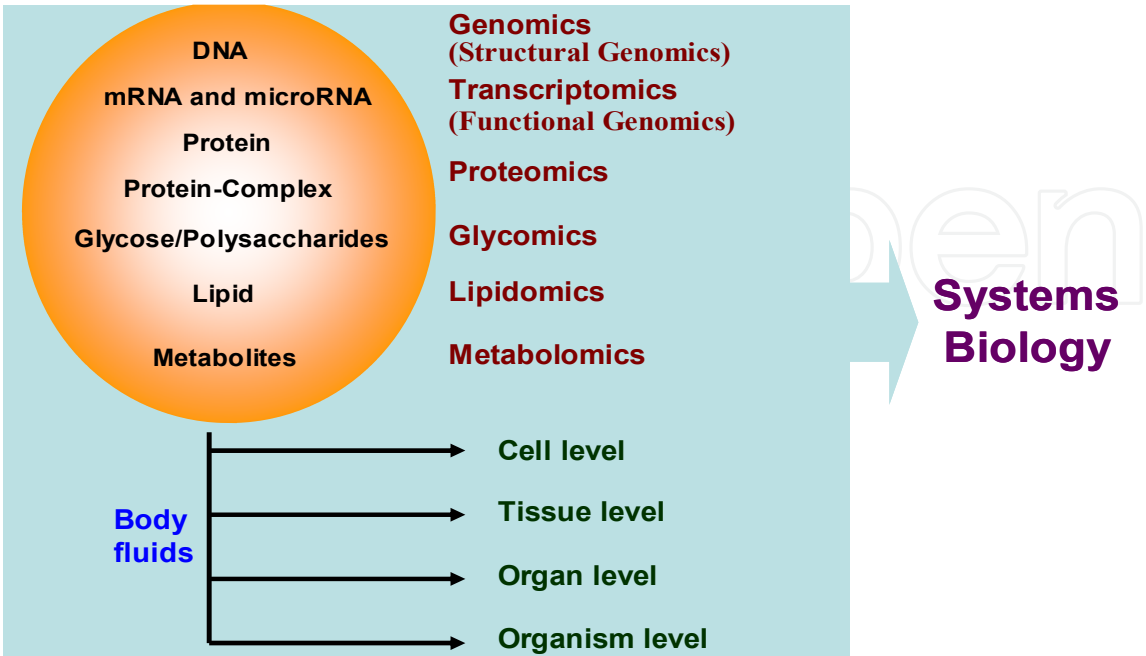 DNA
mRNA and microRNA
Protein
Protein-Complex
Glycose/Polysaccharides
Lipid
Metabolites
Genomics
(Structural Genomics)
Transcriptomics
(Functional Genomics)
Proteomics
Glycomics
Lipidomics
Metabolomics
Systems
Biology
Body
fluids
Cell level
Tissue level
Organ level
Organism level
pen